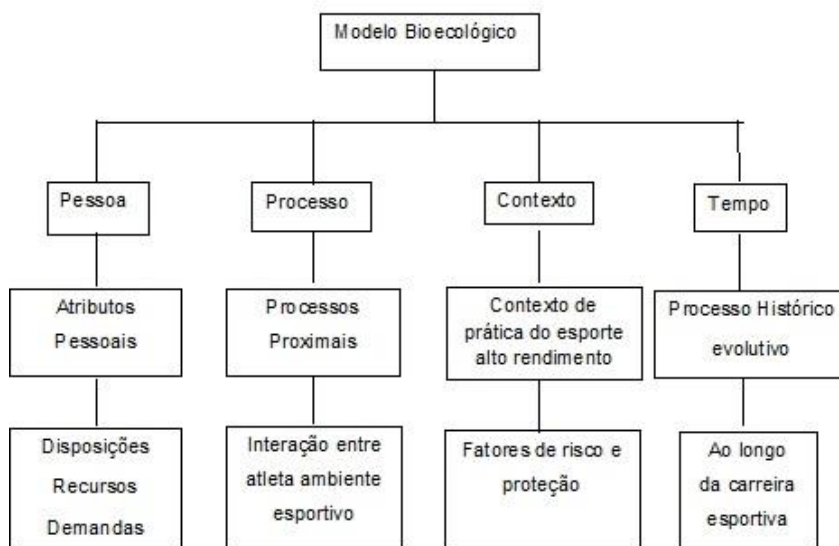 Modelo Bioecológico
Pessoa
Processo
Contexto
Tempo
Atributos
Pessoais
Processos
Proximais
Contexto de
prática do esporte
alto rendimento
Processo Histórico
evolutivo
Disposições
Recursos
Demandas
Interação entre
atleta ambiente
esportivo
Fatores de risco e
proteção
Ao longo
da carreira
esportiva